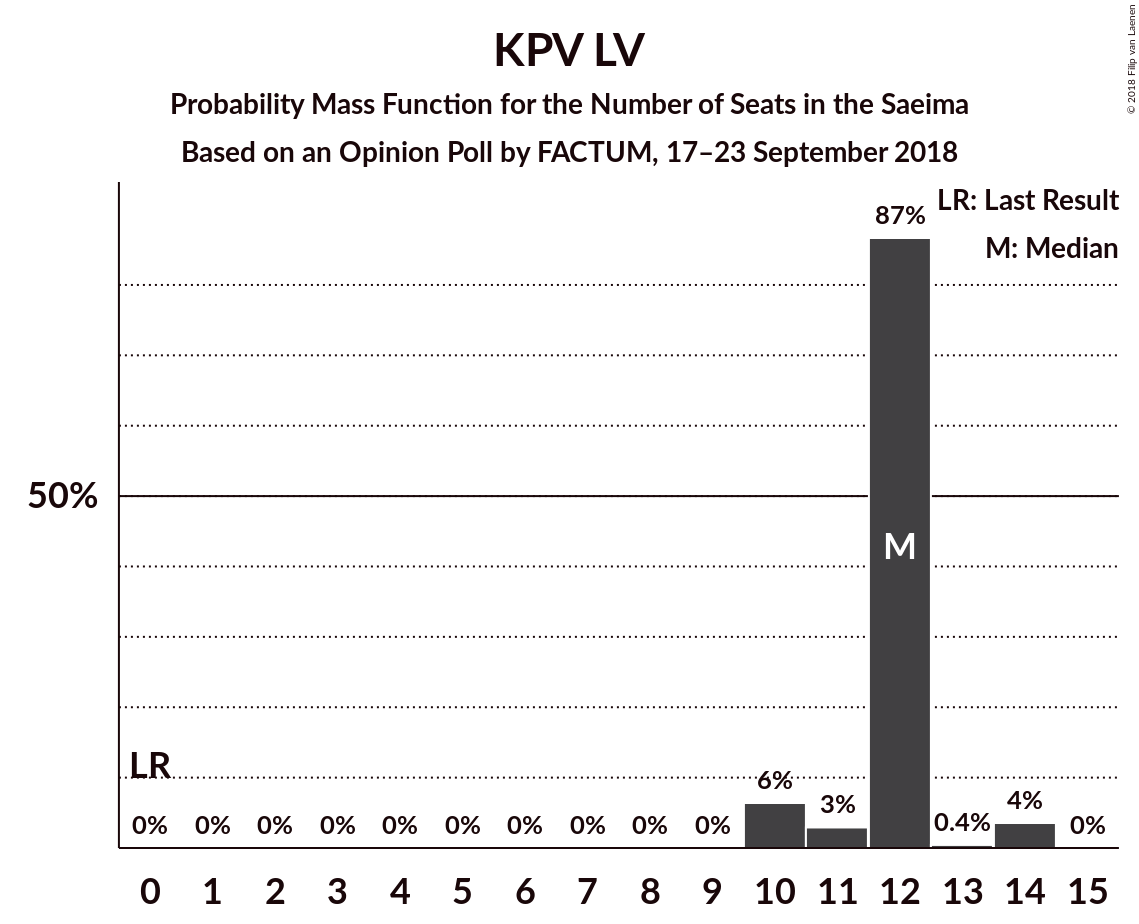 KPV LV
Probability Mass Function for the Number of Seats in the Saeima
Based on an Opinion Poll by FACTUM, 17–23 September 2018
© 2018 Filip van Laenen
LR: Last Result
M: Median
87%
50%
M
LR
0% 0% 0% 0% 0% 0% 0% 0% 0% 0% 6% 3% 0.4% 4% 0%
0 1 2 3 4 5 6 7 8 9 10 11 12 13 14 15